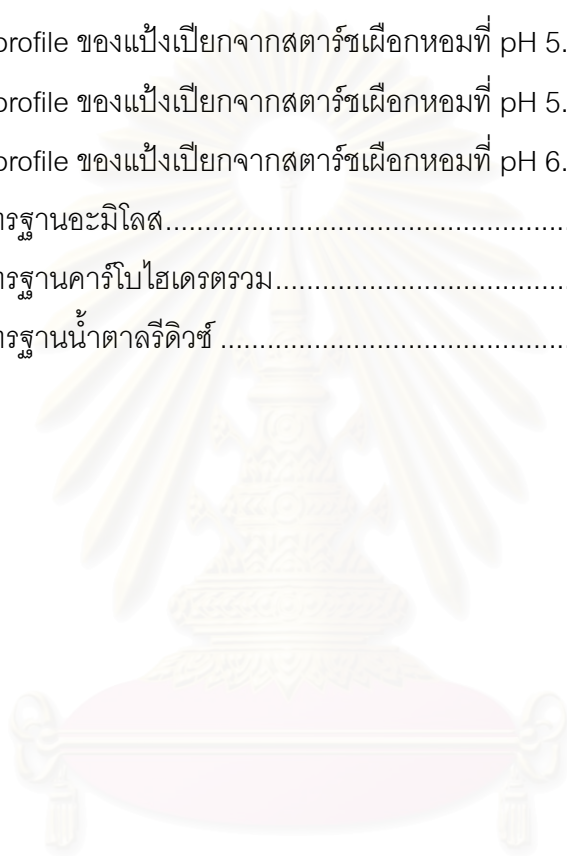 profile ของแป้งเปียกจากสตาร์ชเผือกหอมที่ pH 5.
profile ของแป้งเปียกจากสตาร์ชเผือกหอมที่ pH 5.
profile ของแป้งเปียกจากสตาร์ชเผือกหอมที่ pH 6.
ตรฐานอะมิโลส................................................
ตรฐานคาร์โบไฮเดรตรวม...................................
ตรฐานน้ำตาลรีดิวซ์ .........................................